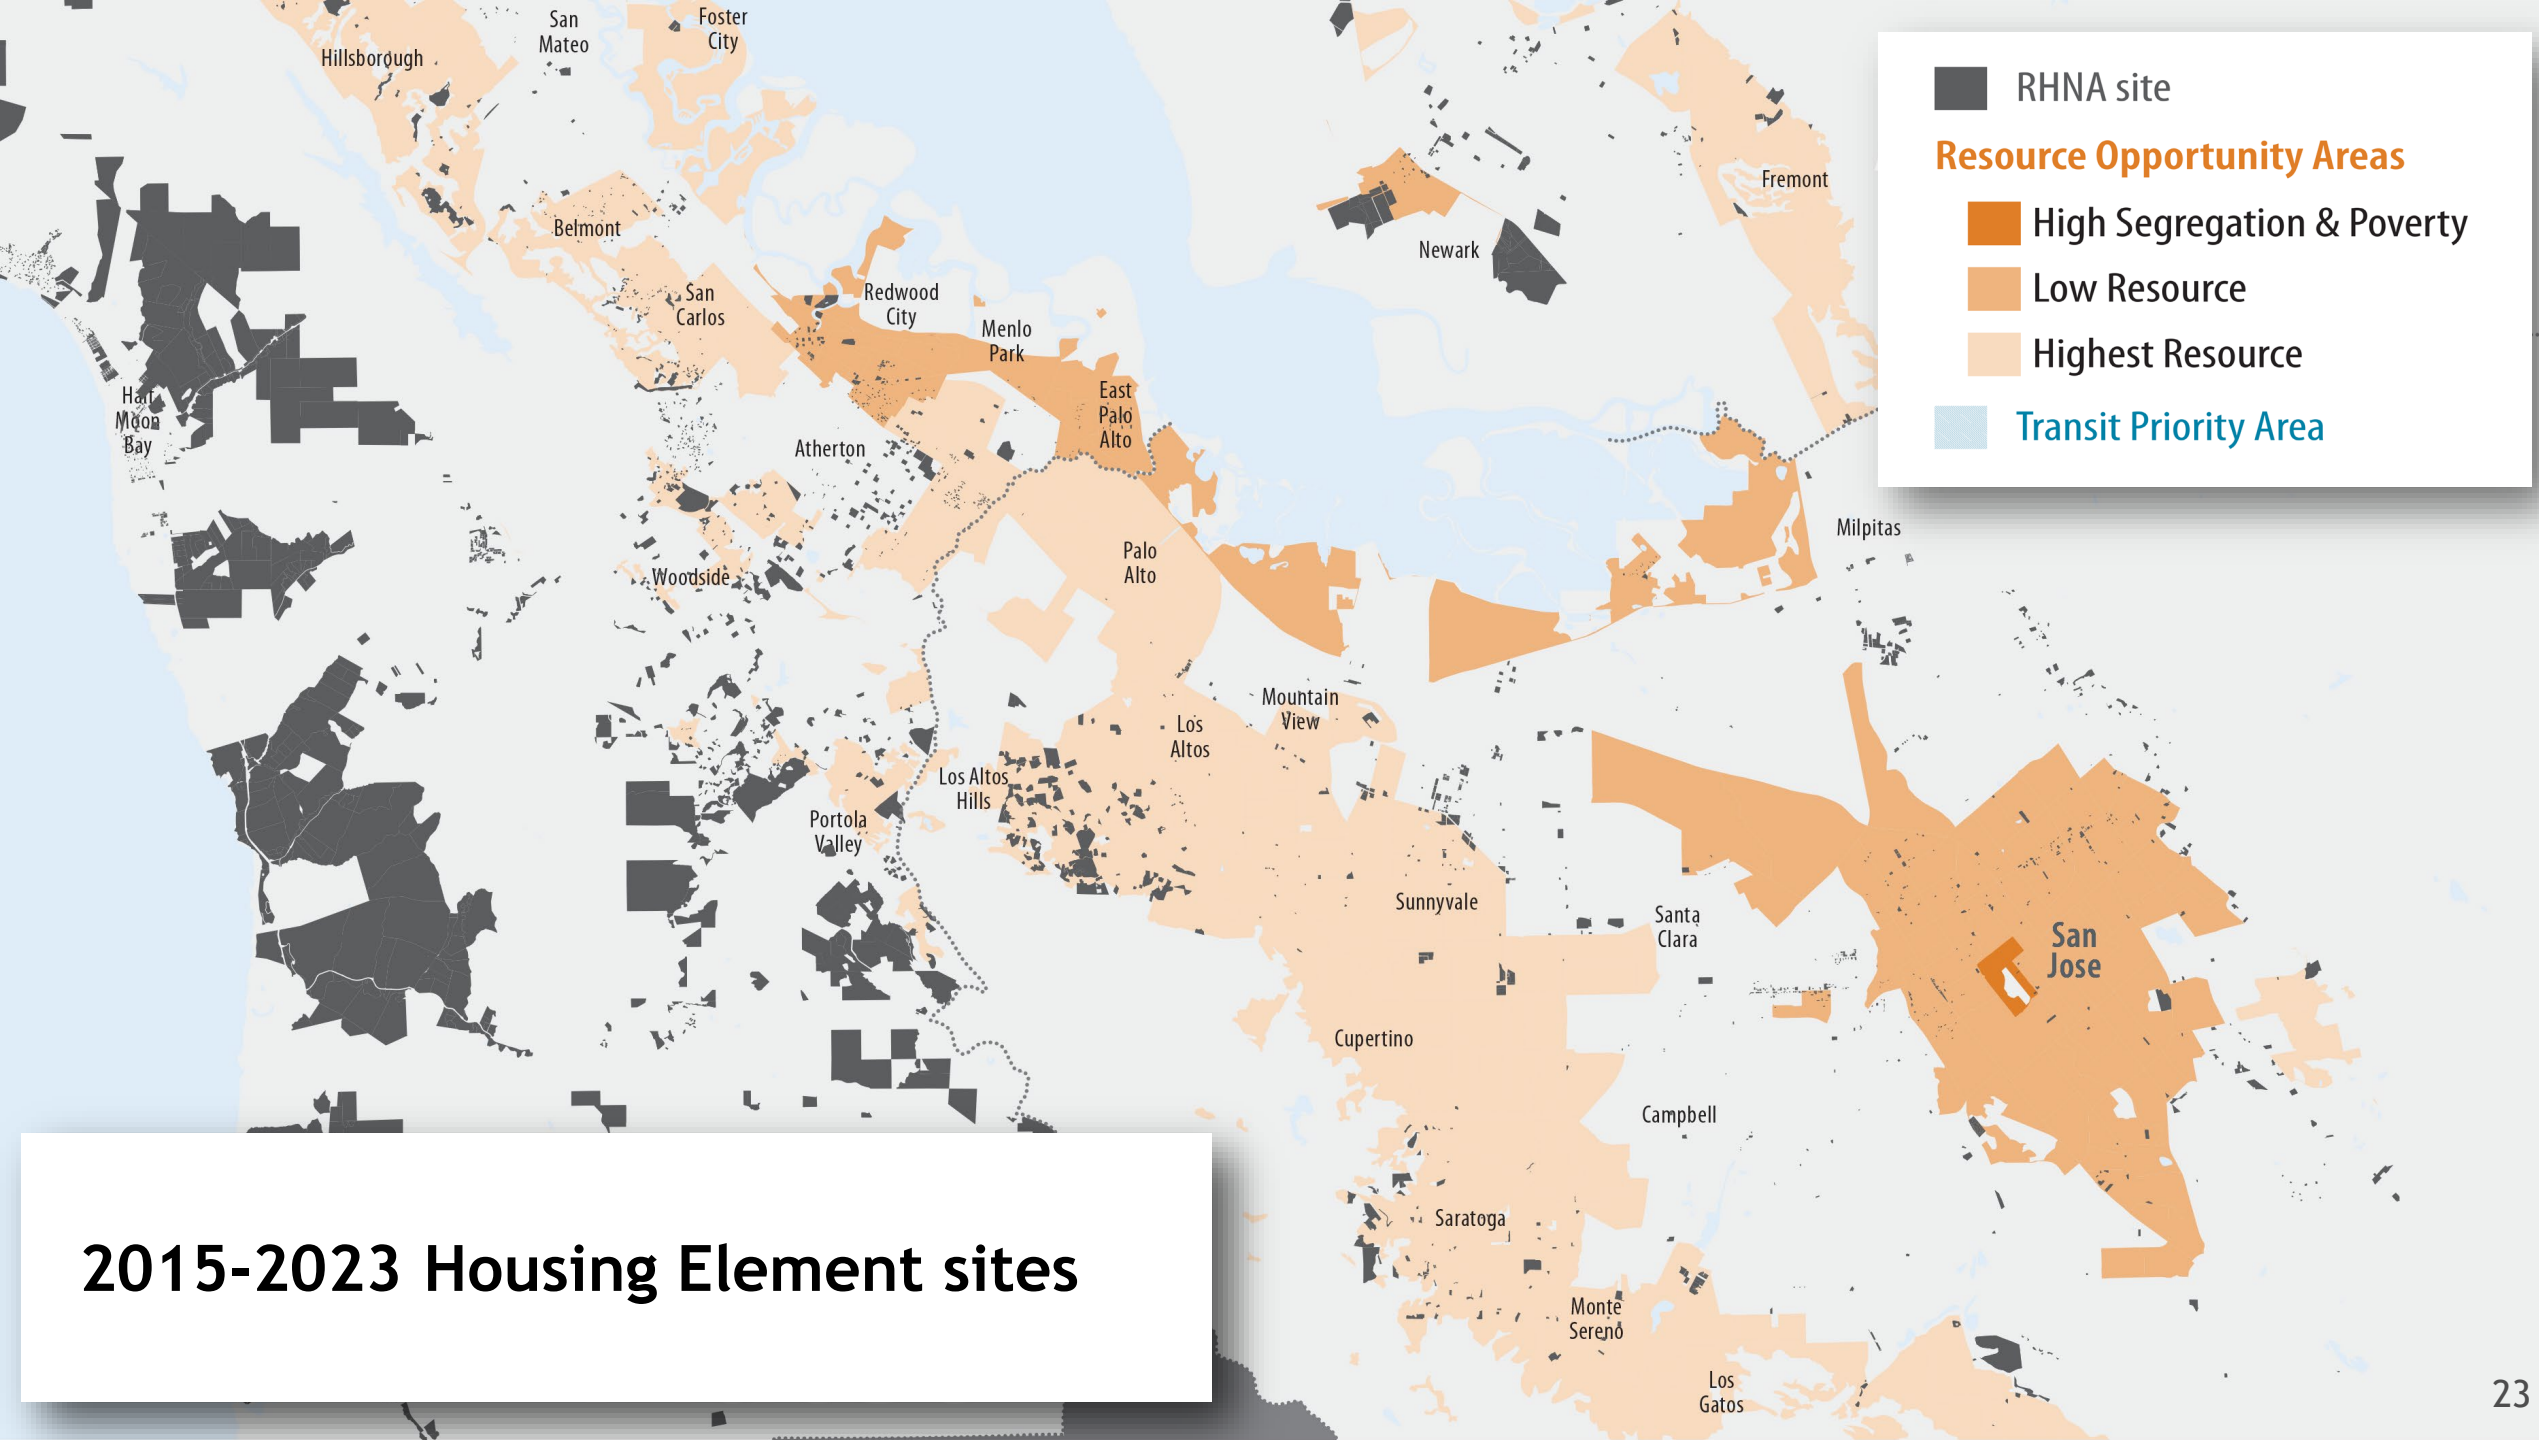 San
Mateo
Foster
City
Hillsborough
RHNA site
Resource Opportunity Areas
High Segregation & Poverty
Low Resource
Highest Resource
Transit Priority Area
Fremont
Belmont
Newark
San
Carlos
Redwood
City
Menlo
Park
East
Palo
Alto
Half
Moon
Bay
Atherton
Milpitas
Palo
Alto
Woodside
Mountain
View
Los
Altos
Los Altos
Hills
Portola
Valley
Sunnyvale
Santa
Clara
San
Jose
Cupertino
Campbell
Saratoga
2015-2023 Housing Element sites
Monte
Sereno
Los
Gatos
23